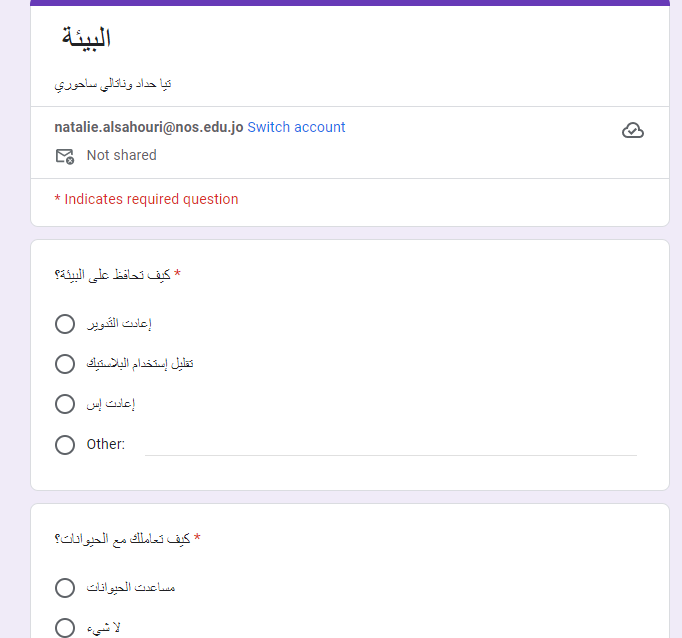 البيئة
تيا حداد وناتالي ساحوري
natalie.alsahouri@nos.edu.jo Switch account
Not shared
* Indicates required question
كيف تحافظ على البيئة؟ *
إعادت التدوير
تقليل إستخدام البلاستيك
إعادت إس
Other:
كيف تعاملك مع الحيوانات؟ *
مساعدت الحيوانات
لا شيء